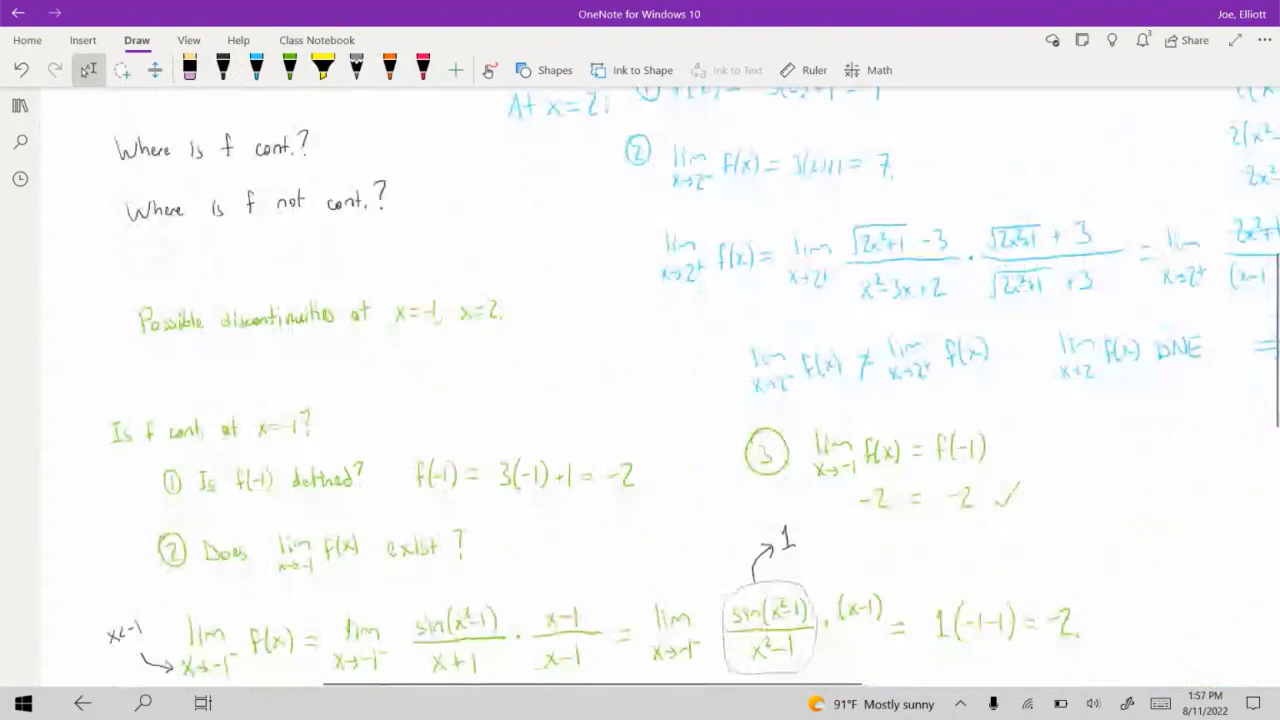 OneNote for Windows 10
Joe, Elliott
Home Insert Draw View Help Class Notebook
Share
Shapes Ink to Shape Ink to Text Ruler Math
At x=2:
Where is f cont.?
Where is f not cont.?
② lim x→2⁻ f(x) = 3(2)+1 = 7.
lim x→2⁺ f(x) = lim x→2⁺ (√(2x²+1) - 3)/(x²-3x+2) · (√(2x²+1) + 3)/(√(2x²+1) + 3) = lim x→2⁺
Possible discontinuities at x=-1, x=2.
lim x→2⁻ f(x) ≠ lim x→2⁺ f(x) lim x→2 f(x) DNE =
Is f cont. at x=-1?
① Is f(-1) defined? f(-1) = 3(-1)+1 = -2
③ lim x→-1 f(x) = f(-1)
-2 = -2 ✓
② Does lim x→-1 f(x) exist?
1
x<-1
lim x→-1⁻ f(x) = lim x→-1⁻ sin(x²-1)/(x+1) · (x-1)/(x-1) = lim x→-1⁻ sin(x²-1)/(x²-1) · (x-1) = 1(-1-1) = -2.
91°F Mostly sunny
1:57 PM
8/11/2022